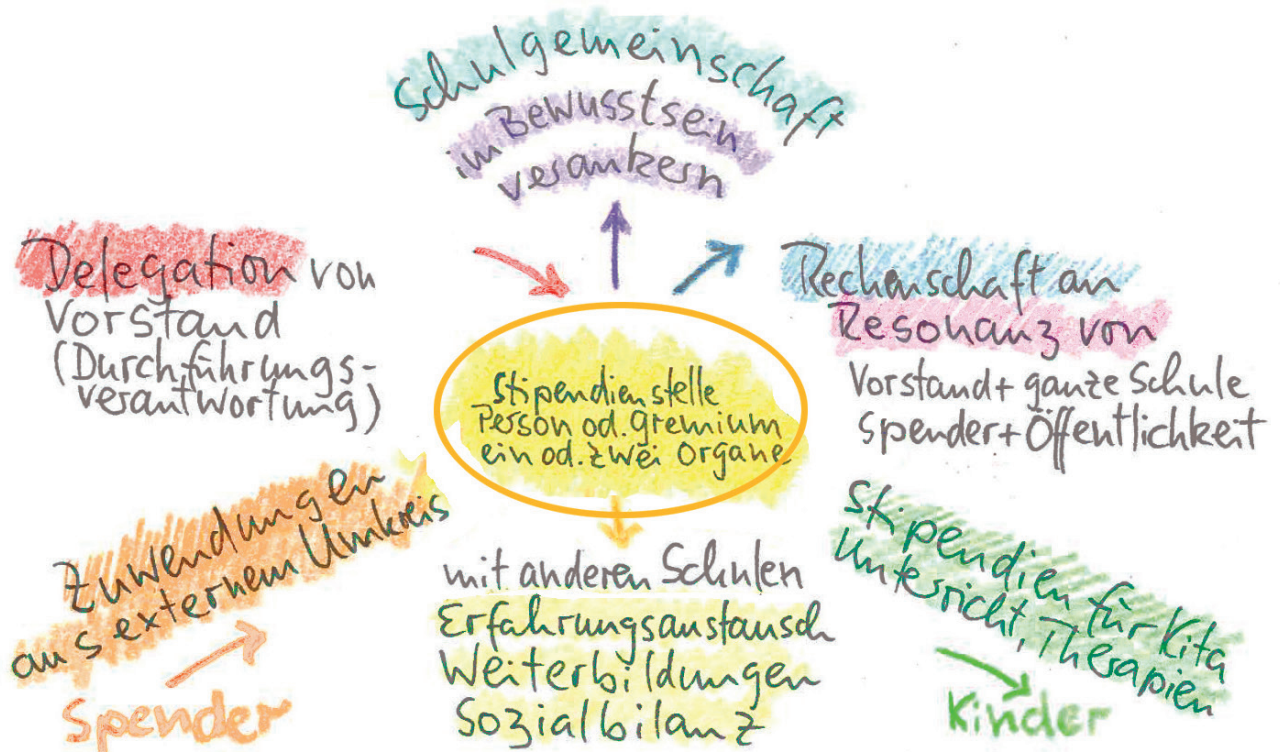 Schulgemeinschaft
im Bewusstsein
verankern
Delegation von
Vorstand
(Durchführungs-
verantwortung)
Rechenschaft an
Resonanz von
Vorstand + ganze Schule
Spender + Öffentlichkeit
Stipendienstelle
Person od. Gremium
ein od. zwei Organe
Zuwendungen
aus externem Umkreis
Spender
mit anderen Schulen
Erfahrungsaustausch
Weiterbildungen
Sozialbilanz
Stipendien für Kita
Unterricht, Therapien
Kinder